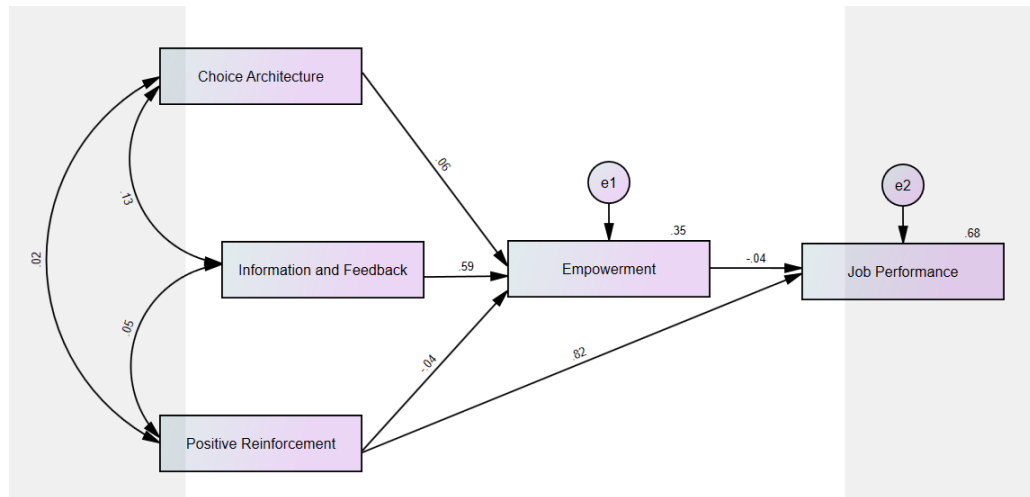 Choice Architecture
.06
.13
.02
e1
e2
.35
.68
Information and Feedback
.59
Empowerment
-.04
Job Performance
.05
-.04
.82
Positive Reinforcement